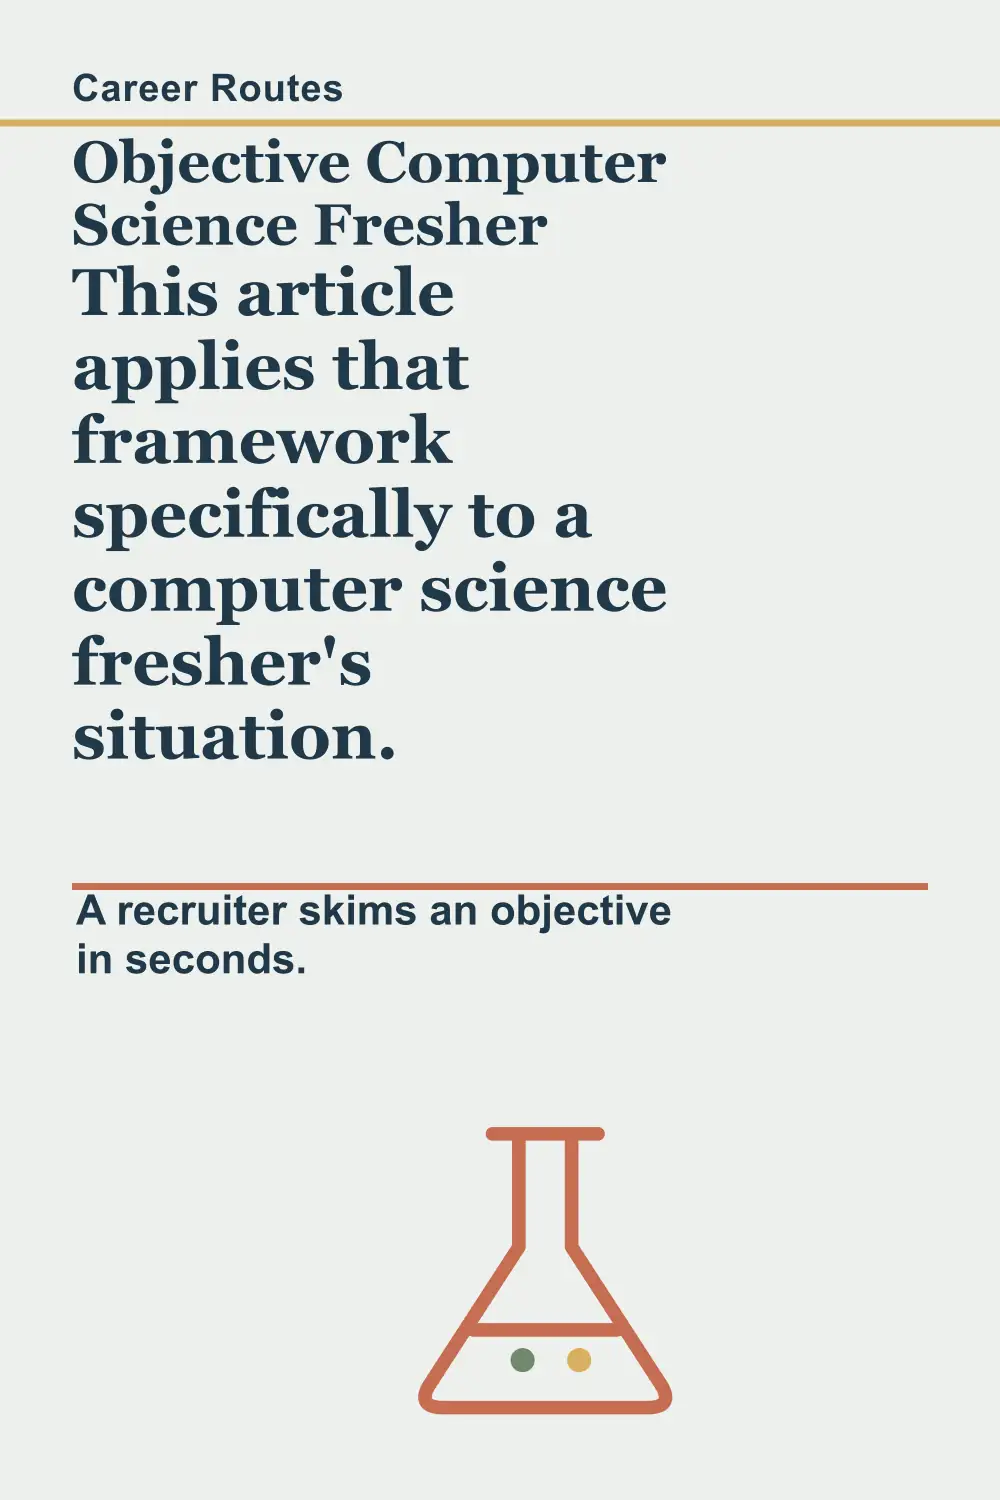 Career Routes
Objective Computer
Science Fresher
This article
applies that
framework
specifically to a
computer science
fresher's
situation.
A recruiter skims an objective
in seconds.